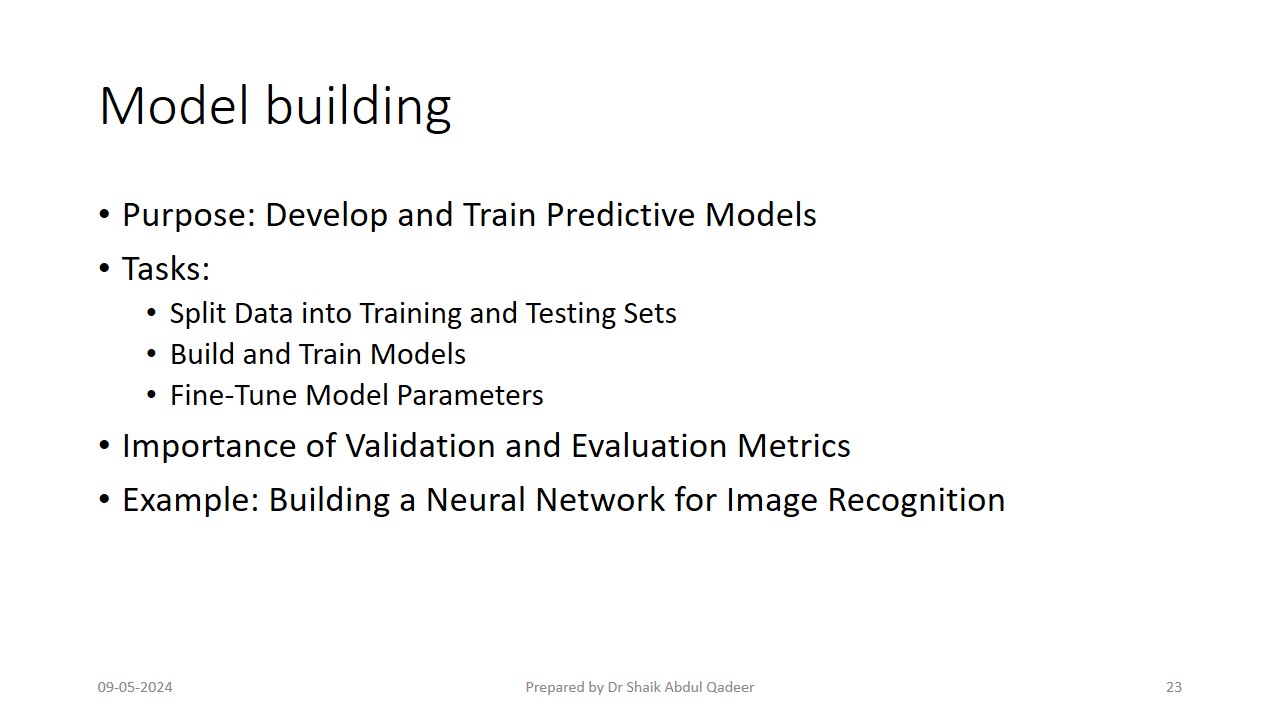 Model building
• Purpose: Develop and Train Predictive Models
• Tasks:
• Split Data into Training and Testing Sets
• Build and Train Models
• Fine-Tune Model Parameters
• Importance of Validation and Evaluation Metrics
• Example: Building a Neural Network for Image Recognition
09-05-2024
Prepared by Dr Shaik Abdul Qadeer
23